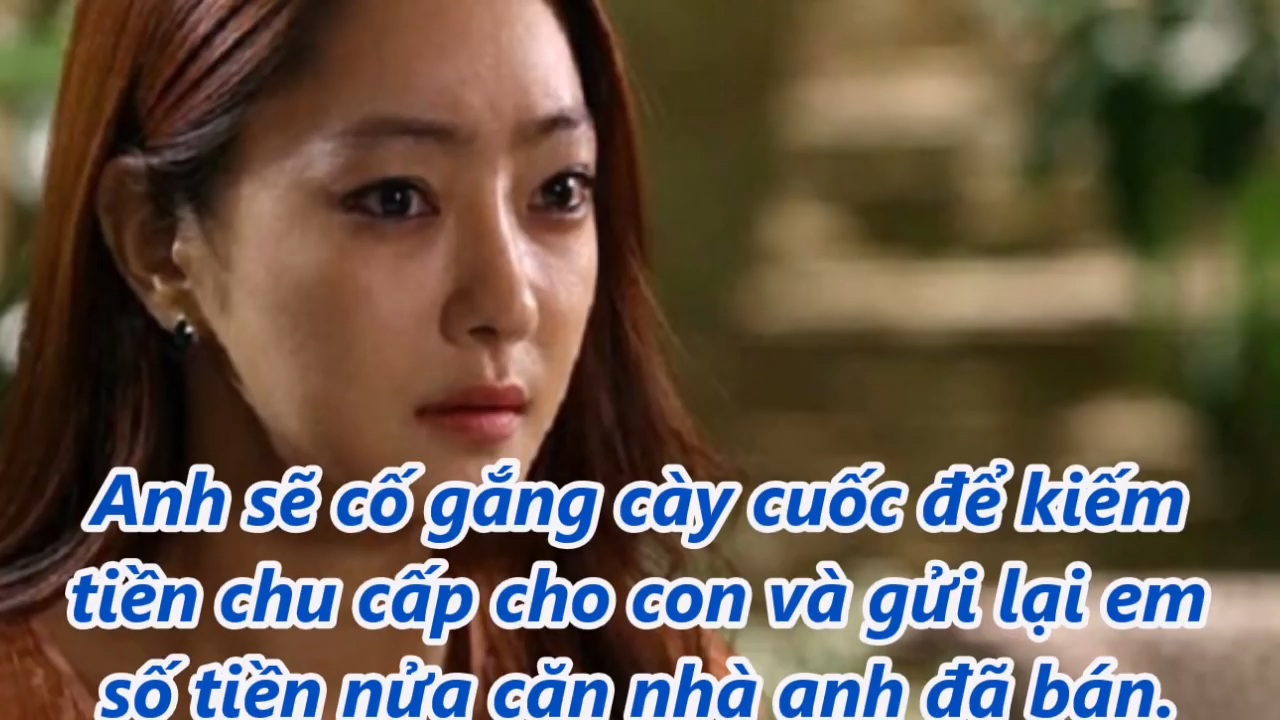 Anh sẽ cố gắng cày cuốc để kiếm
tiền chu cấp cho con và gửi lại em
số tiền nửa căn nhà anh đã bán.